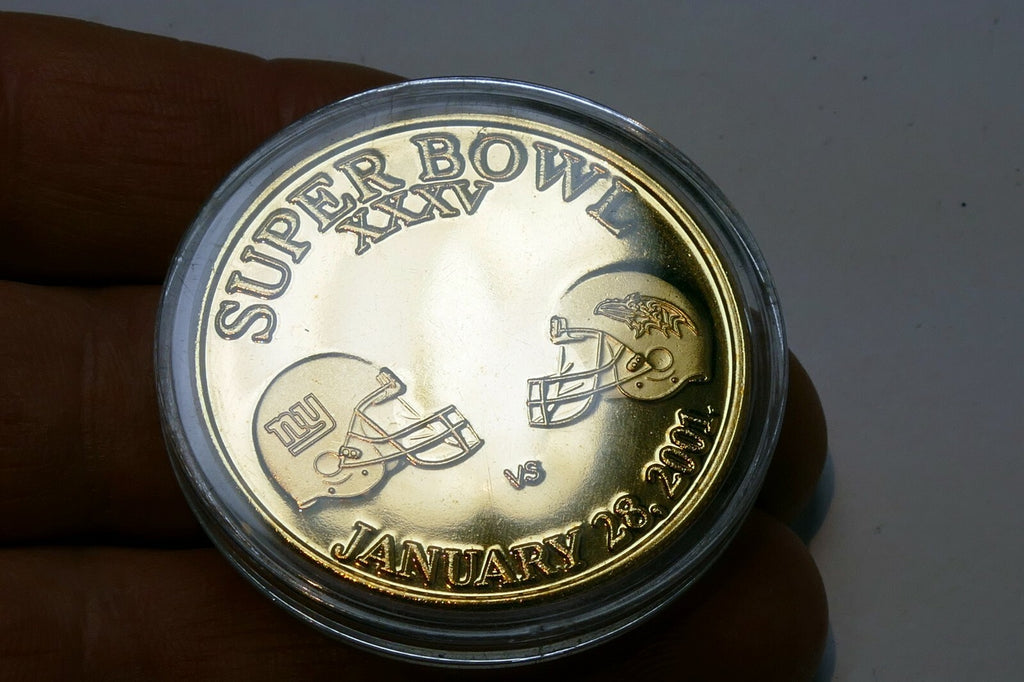 SUPER BOWL
XXXV
ny
vs
JANUARY 28, 2001